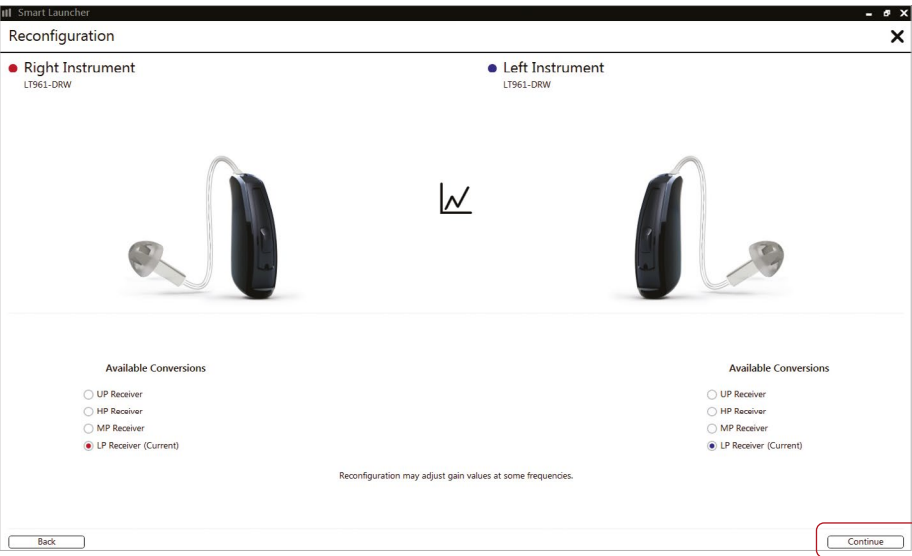 Smart Launcher
Reconfiguration
Right Instrument
LT961-DRW
Left Instrument
LT961-DRW
Available Conversions
UP Receiver
HP Receiver
MP Receiver
LP Receiver (Current)
Available Conversions
UP Receiver
HP Receiver
MP Receiver
LP Receiver (Current)
Reconfiguration may adjust gain values at some frequencies.
Back
Continue